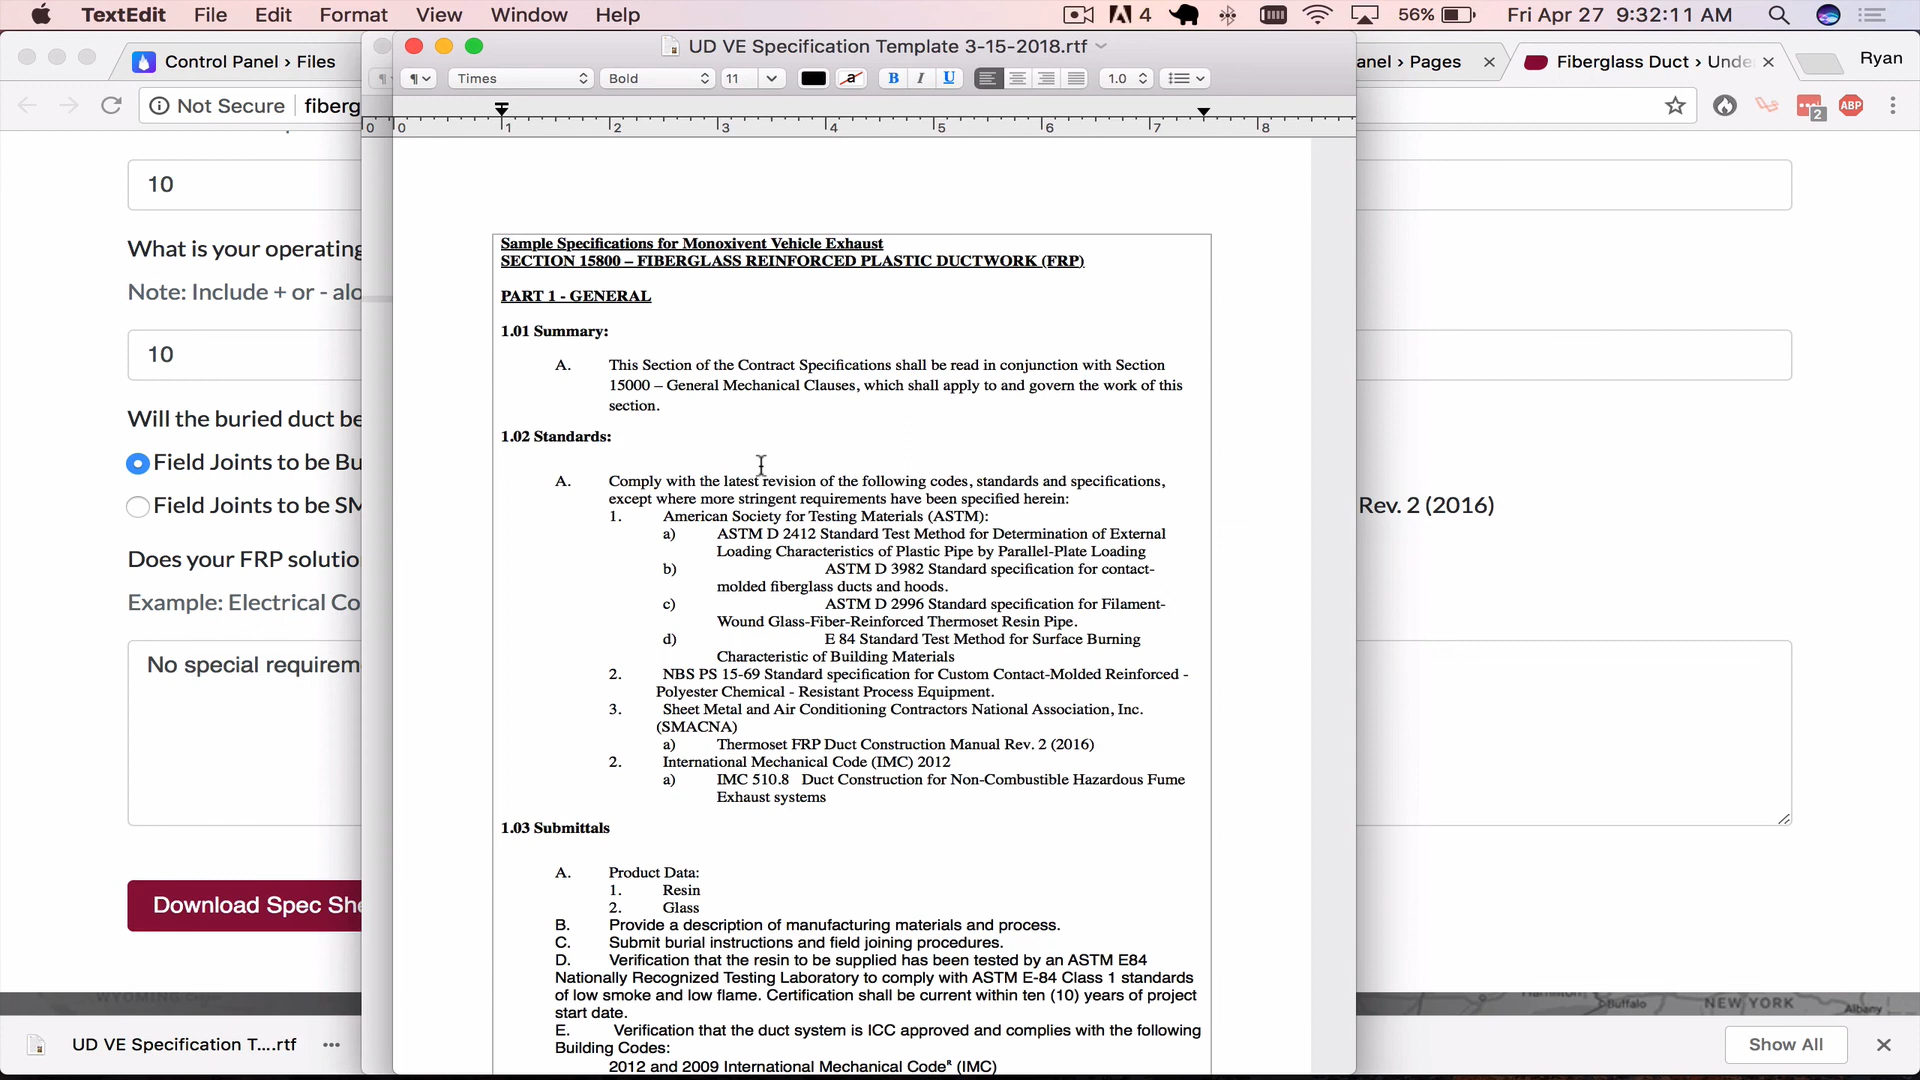 TextEdit File Edit Format View Window Help 4 56% Fri Apr 27 9:32:11 AM
Control Panel › Files
UD VE Specification Template 3-15-2018.rtf
anel › Pages
Fiberglass Duct › Unde
Ryan
Not Secure fiberg
¶ Times Bold 11 a B I U 1.0
2 ABP
0 0 1 2 3 4 5 6 7 8
10
What is your operating
Note: Include + or - alo
10
Will the buried duct be
Field Joints to be Bu
Field Joints to be SM
Rev. 2 (2016)
Does your FRP solutio
Example: Electrical Co
No special requirem
Download Spec She
Sample Specifications for Monoxivent Vehicle Exhaust
SECTION 15800 – FIBERGLASS REINFORCED PLASTIC DUCTWORK (FRP)
PART 1 - GENERAL
1.01 Summary:
A. This Section of the Contract Specifications shall be read in conjunction with Section
15000 – General Mechanical Clauses, which shall apply to and govern the work of this
section.
1.02 Standards:
A. Comply with the latest revision of the following codes, standards and specifications,
except where more stringent requirements have been specified herein:
1. American Society for Testing Materials (ASTM):
a) ASTM D 2412 Standard Test Method for Determination of External
Loading Characteristics of Plastic Pipe by Parallel-Plate Loading
b) ASTM D 3982 Standard specification for contact-
molded fiberglass ducts and hoods.
c) ASTM D 2996 Standard specification for Filament-
Wound Glass-Fiber-Reinforced Thermoset Resin Pipe.
d) E 84 Standard Test Method for Surface Burning
Characteristic of Building Materials
2. NBS PS 15-69 Standard specification for Custom Contact-Molded Reinforced -
Polyester Chemical - Resistant Process Equipment.
3. Sheet Metal and Air Conditioning Contractors National Association, Inc.
(SMACNA)
a) Thermoset FRP Duct Construction Manual Rev. 2 (2016)
2. International Mechanical Code (IMC) 2012
a) IMC 510.8 Duct Construction for Non-Combustible Hazardous Fume
Exhaust systems
1.03 Submittals
A. Product Data:
1. Resin
2. Glass
B. Provide a description of manufacturing materials and process.
C. Submit burial instructions and field joining procedures.
D. Verification that the resin to be supplied has been tested by an ASTM E84
Nationally Recognized Testing Laboratory to comply with ASTM E-84 Class 1 standards
of low smoke and low flame. Certification shall be current within ten (10) years of project
start date.
E. Verification that the duct system is ICC approved and complies with the following
Building Codes:
2012 and 2009 International Mechanical Codeᴿ (IMC)
WYOMING
Hamilton Buffalo NEW YORK Albany
UD VE Specification T....rtf
Show All